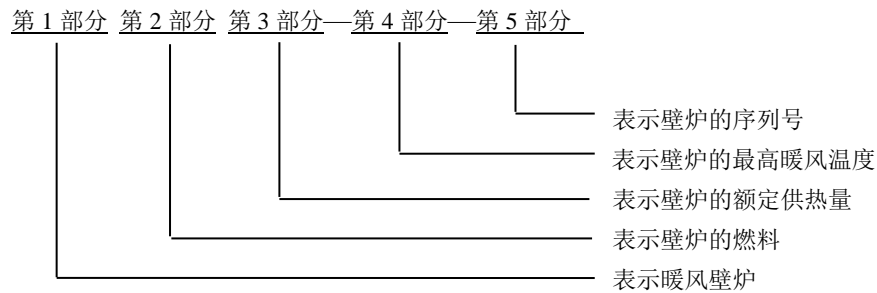 第 1 部分 第 2 部分 第 3 部分—第 4 部分—第 5 部分
表示壁炉的序列号
表示壁炉的最高暖风温度
表示壁炉的额定供热量
表示壁炉的燃料
表示暖风壁炉